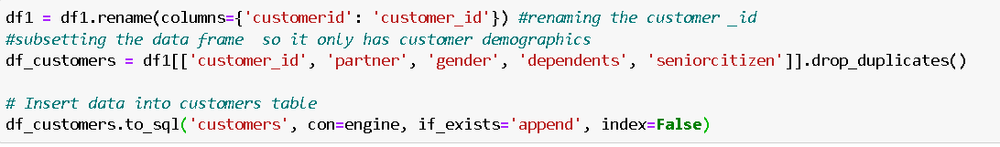 df1 = df1.rename(columns={'customerid': 'customer_id'}) #renaming the customer _id
#subsetting the data frame  so it only has customer demographics
df_customers = df1[['customer_id', 'partner', 'gender', 'dependents', 'seniorcitizen']].drop_duplicates()
# Insert data into customers table
df_customers.to_sql('customers', con=engine, if_exists='append', index=False)